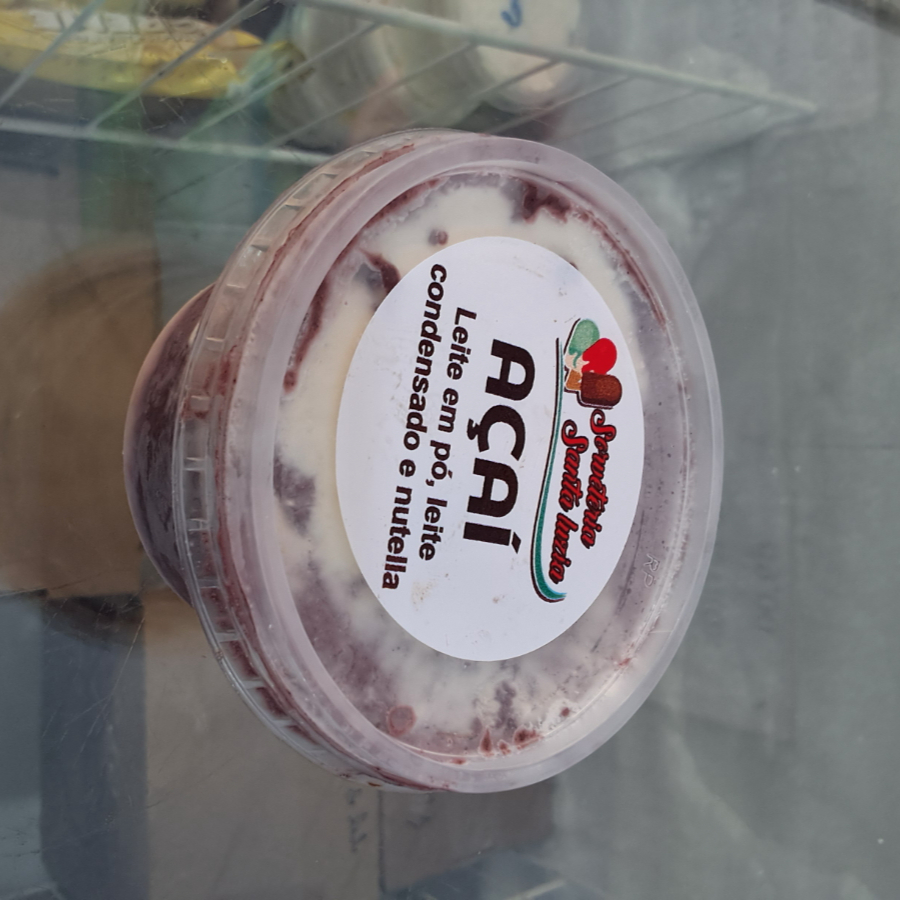 Sorveteria
Santa luzia
AÇAÍ
Leite em pó, leite
condensado e nutella